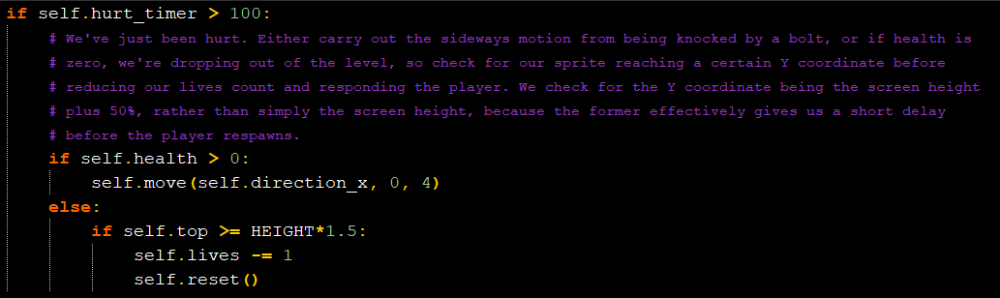 if self.hurt_timer > 100:
# We've just been hurt. Either carry out the sideways motion from being knocked by a bolt, or if health is
# zero, we're dropping out of the level, so check for our sprite reaching a certain Y coordinate before
# reducing our lives count and responding the player. We check for the Y coordinate being the screen height
# plus 50%, rather than simply the screen height, because the former effectively gives us a short delay
# before the player respawns.
if self.health > 0:
self.move(self.direction_x, 0, 4)
else:
if self.top >= HEIGHT*1.5:
self.lives -= 1
self.reset()